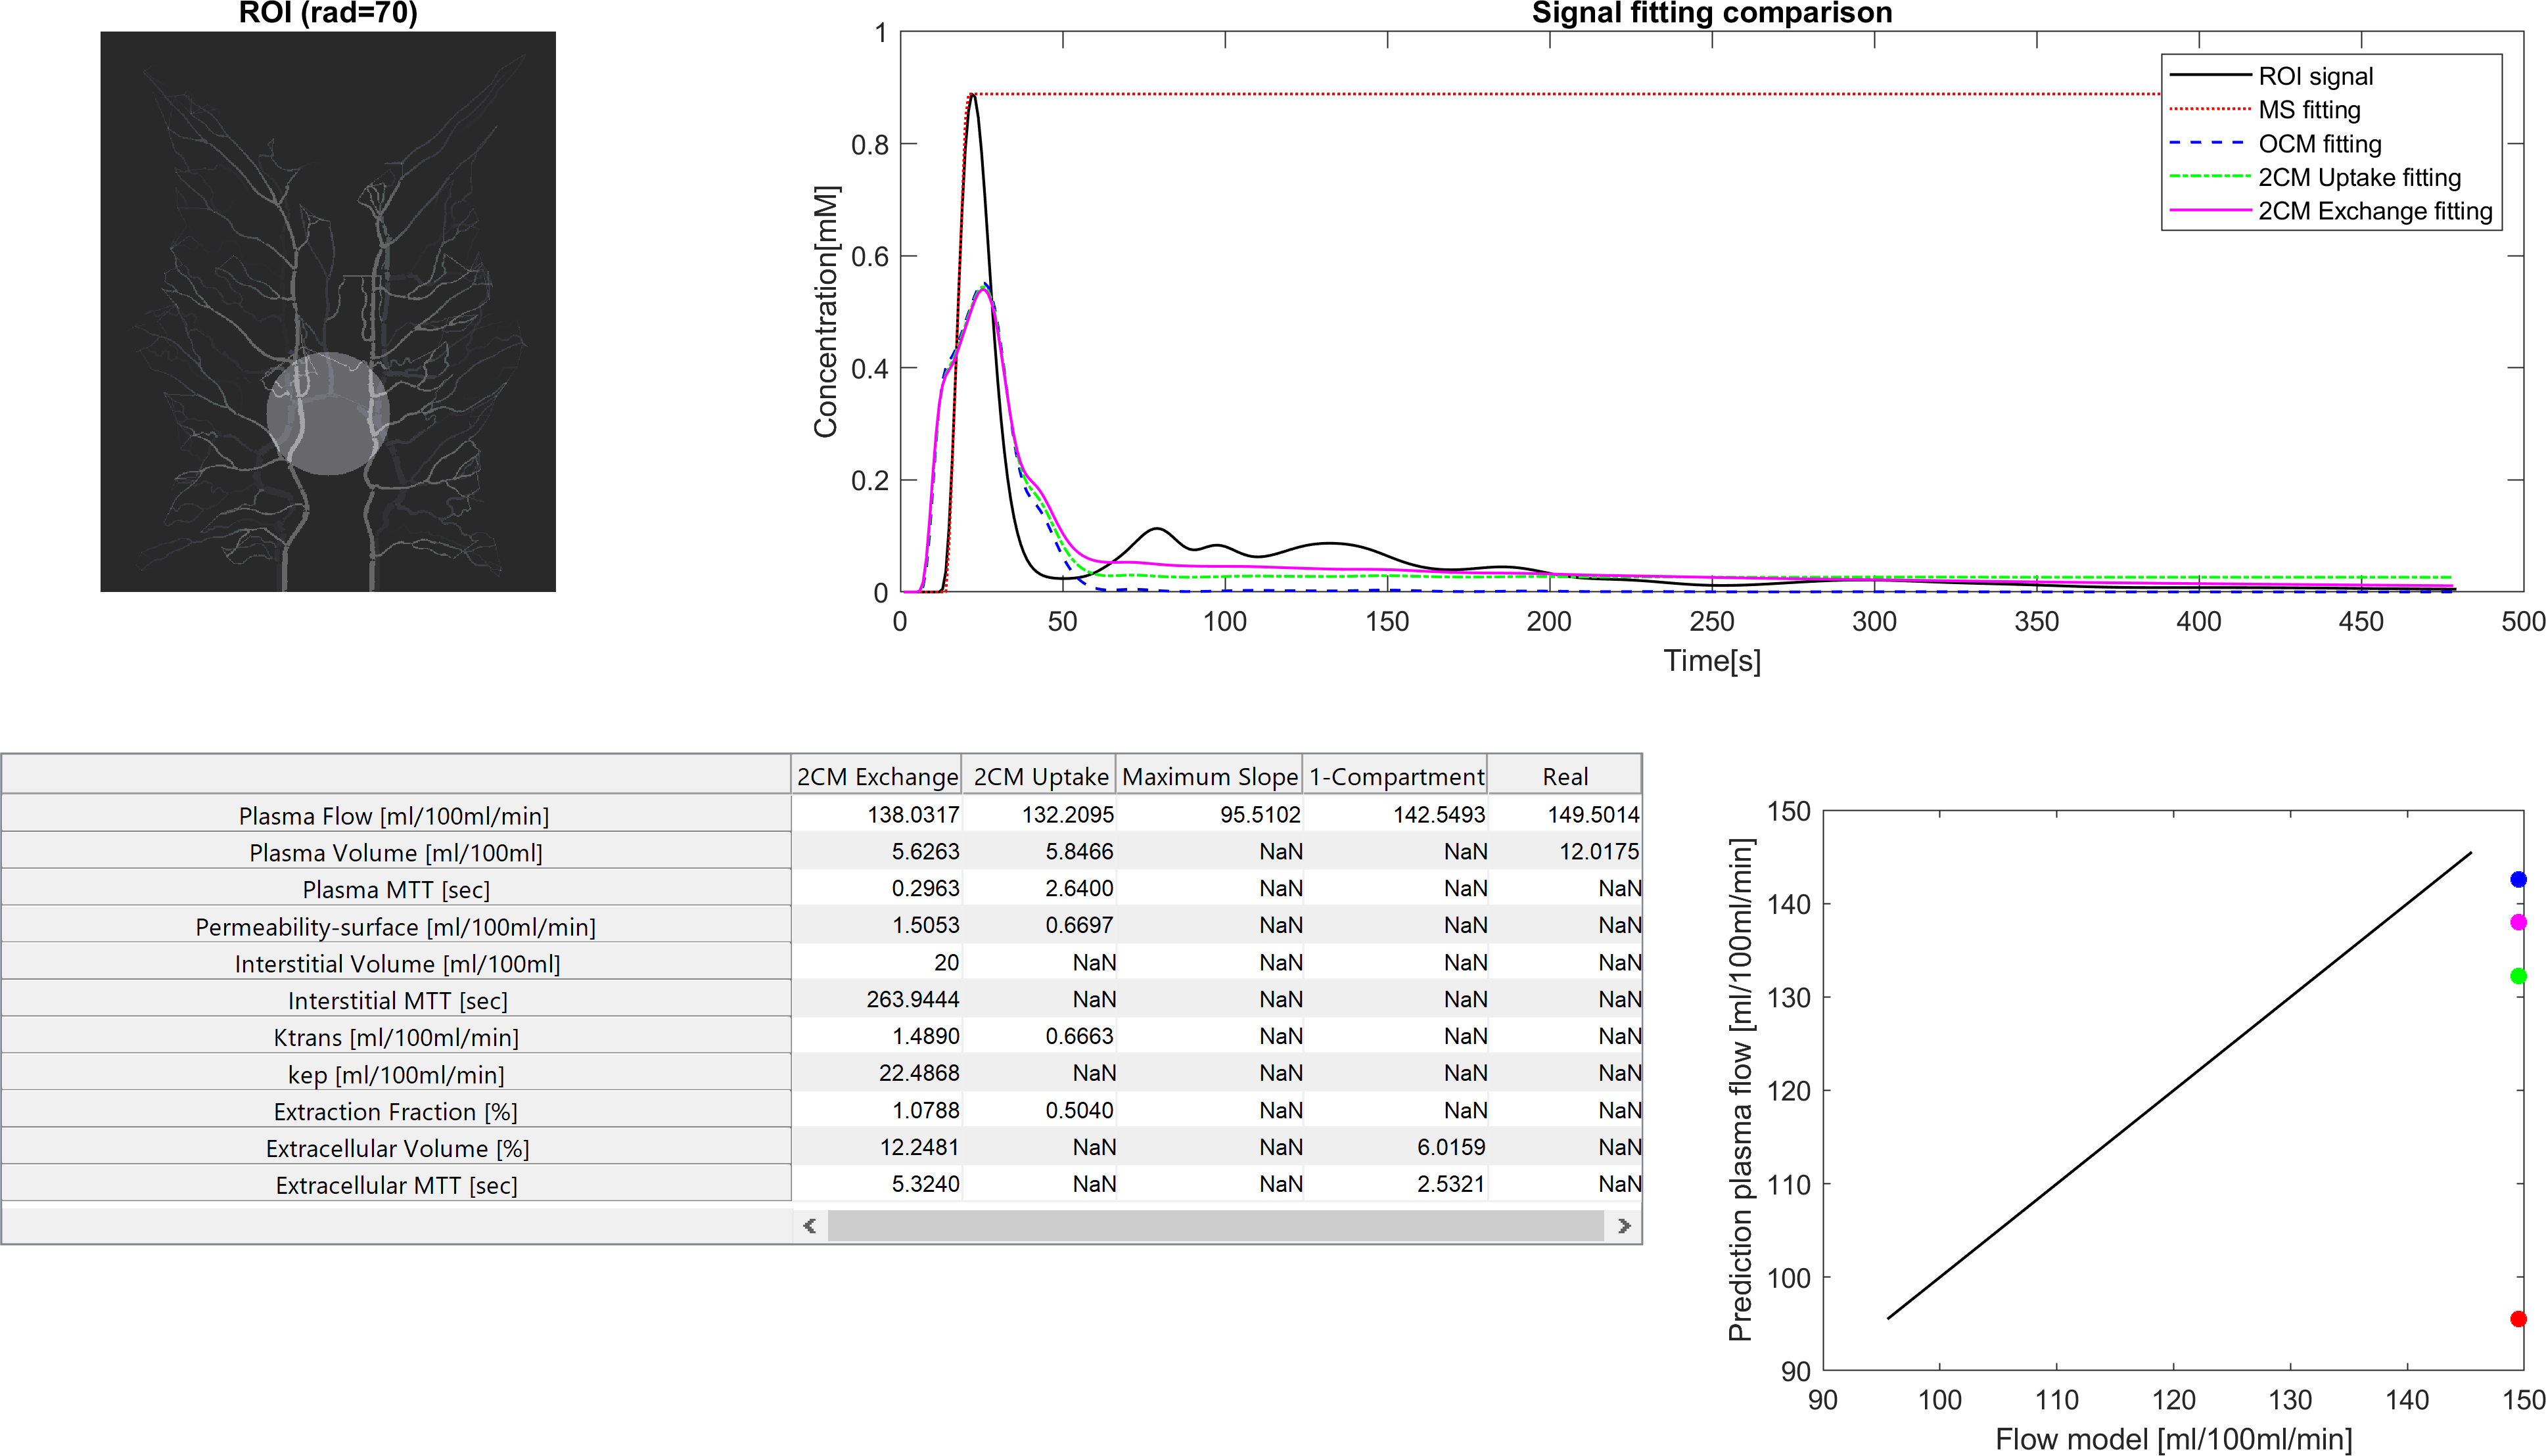 ROI (rad=70)
Signal fitting comparison
1
0.8
0.6
0.4
0.2
0
Concentration[mM]
0 50 100 150 200 250 300 350 400 450 500
Time[s]
ROI signal
MS fitting
OCM fitting
2CM Uptake fitting
2CM Exchange fitting
2CM Exchange 2CM Uptake Maximum Slope 1-Compartment Real
Plasma Flow [ml/100ml/min] 138.0317 132.2095 95.5102 142.5493 149.5014
Plasma Volume [ml/100ml] 5.6263 5.8466 NaN NaN 12.0175
Plasma MTT [sec] 0.2963 2.6400 NaN NaN NaN
Permeability-surface [ml/100ml/min] 1.5053 0.6697 NaN NaN NaN
Interstitial Volume [ml/100ml] 20 NaN NaN NaN NaN
Interstitial MTT [sec] 263.9444 NaN NaN NaN NaN
Ktrans [ml/100ml/min] 1.4890 0.6663 NaN NaN NaN
kep [ml/100ml/min] 22.4868 NaN NaN NaN NaN
Extraction Fraction [%] 1.0788 0.5040 NaN NaN NaN
Extracellular Volume [%] 12.2481 NaN NaN 6.0159 NaN
Extracellular MTT [sec] 5.3240 NaN NaN 2.5321 NaN
150
140
130
120
110
100
90
Prediction plasma flow [ml/100ml/min]
90 100 110 120 130 140 150
Flow model [ml/100ml/min]